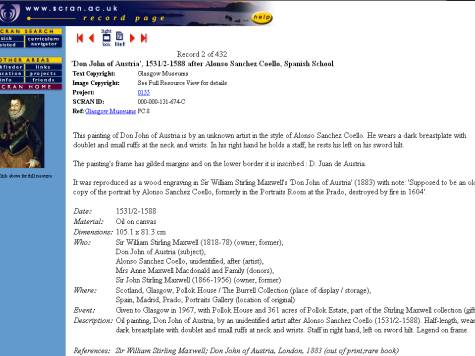 www.scran.ac.uk
record page
help
SCRAN SEARCH
quick
curriculum
assisted
navigator
OTHER AREAS
pathfinder links
education projects
info friends
SCRAN HOME
light
box
list
Record 2 of 432
'Don John of Austria', 1531/2-1588 after Alonso Sanchez Coello, Spanish School
Text Copyright: Glasgow Museums
Image Copyright: See Full Resource View for details
Project: 0135
SCRAN ID: 000-000-131-674-C
Ref: Glasgow Museums PC.8
This painting of Don John of Austria is by an unknown artist in the style of Alonso Sanchez Coello. He wears a dark breastplate with
doublet and small ruffs at the neck and wrists. In his right hand he holds a staff, he rests his left on his sword hilt.
The painting's frame has gilded margins and on the lower border it is inscribed : D. Juan de Austria.
It was reproduced as a wood engraving in Sir William Stirling Maxwell's 'Don John of Austria' (1883) with note: 'Supposed to be an old
copy of the portrait by Alonso Sanchez Coello, formerly in the Portraits Room at the Prado, destroyed by fire in 1604'.
Date: 1531/2-1588
Material: Oil on canvas
Dimensions: 105.1 x 81.3 cm
Who: Sir William Stirling Maxwell (1818-78) (owner, former),
Don John of Austria (subject),
Alonso Sanchez Coello, unidentified, after (artist),
Mrs Anne Maxwell Macdonald and Family (donors),
Sir John Stirling Maxwell (1866-1956) (owner, former)
Where: Scotland, Glasgow, Pollok House / The Burrell Collection (place of display / storage),
Spain, Madrid, Prado, Portraits Gallery (location of original)
Event: Given to Glasgow in 1967, with Pollok House and 361 acres of Pollok Estate, part of the Stirling Maxwell collection (gift
Description: Oil painting, Don John of Austria, by an unidentified artist after Alonso Sanchez Coello (1531/2-1588). Half-length, wea
dark breastplate with doublet and small ruffs at neck and wrists. Staff in right hand, left on sword hilt. Legend on frame
References: Sir William Stirling Maxwell; Don John of Austria, London, 1883 (out of print; rare book)